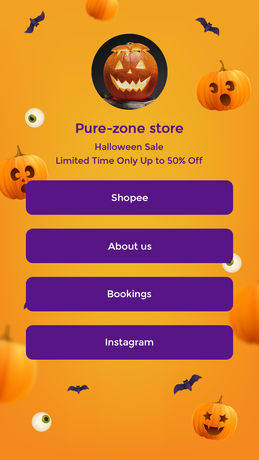 Pure-zone store
Halloween Sale
Limited Time Only Up to 50% Off
Shopee
About us
Bookings
Instagram